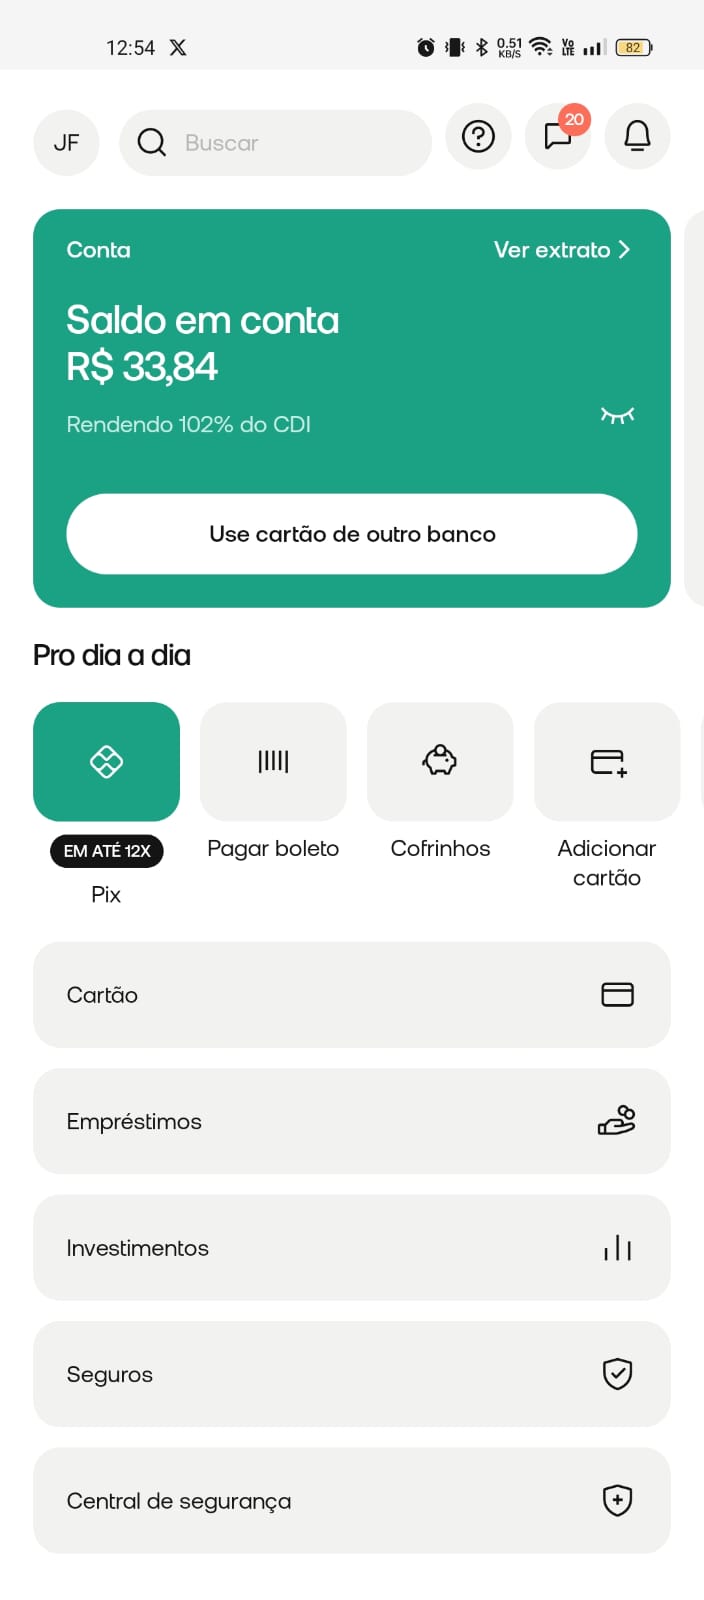 12:54
0.51
KB/S
Vo
LTE
82
JF
Buscar
20
Conta
Ver extrato
Saldo em conta
R$ 33,84
Rendendo 102% do CDI
Use cartão de outro banco
Pro dia a dia
EM ATÉ 12X
Pix
Pagar boleto
Cofrinhos
Adicionar
cartão
Cartão
Empréstimos
Investimentos
Seguros
Central de segurança